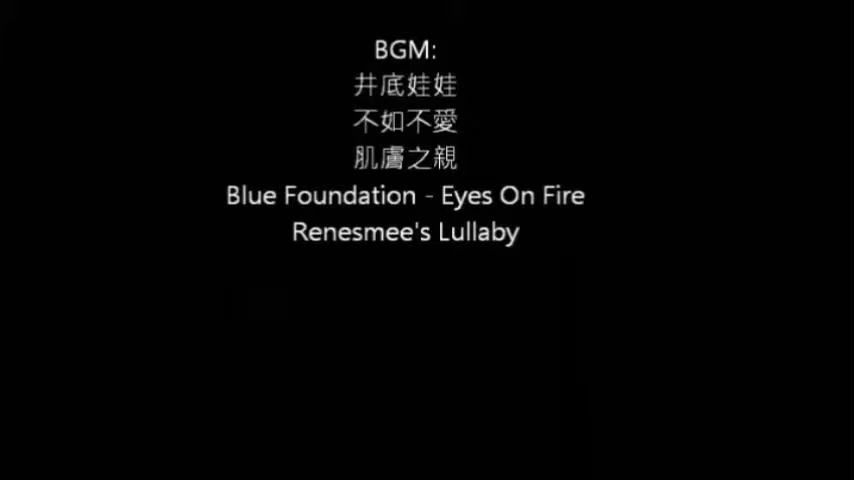 BGM:
井底娃娃
不如不愛
肌膚之親
Blue Foundation - Eyes On Fire
Renesmee's Lullaby